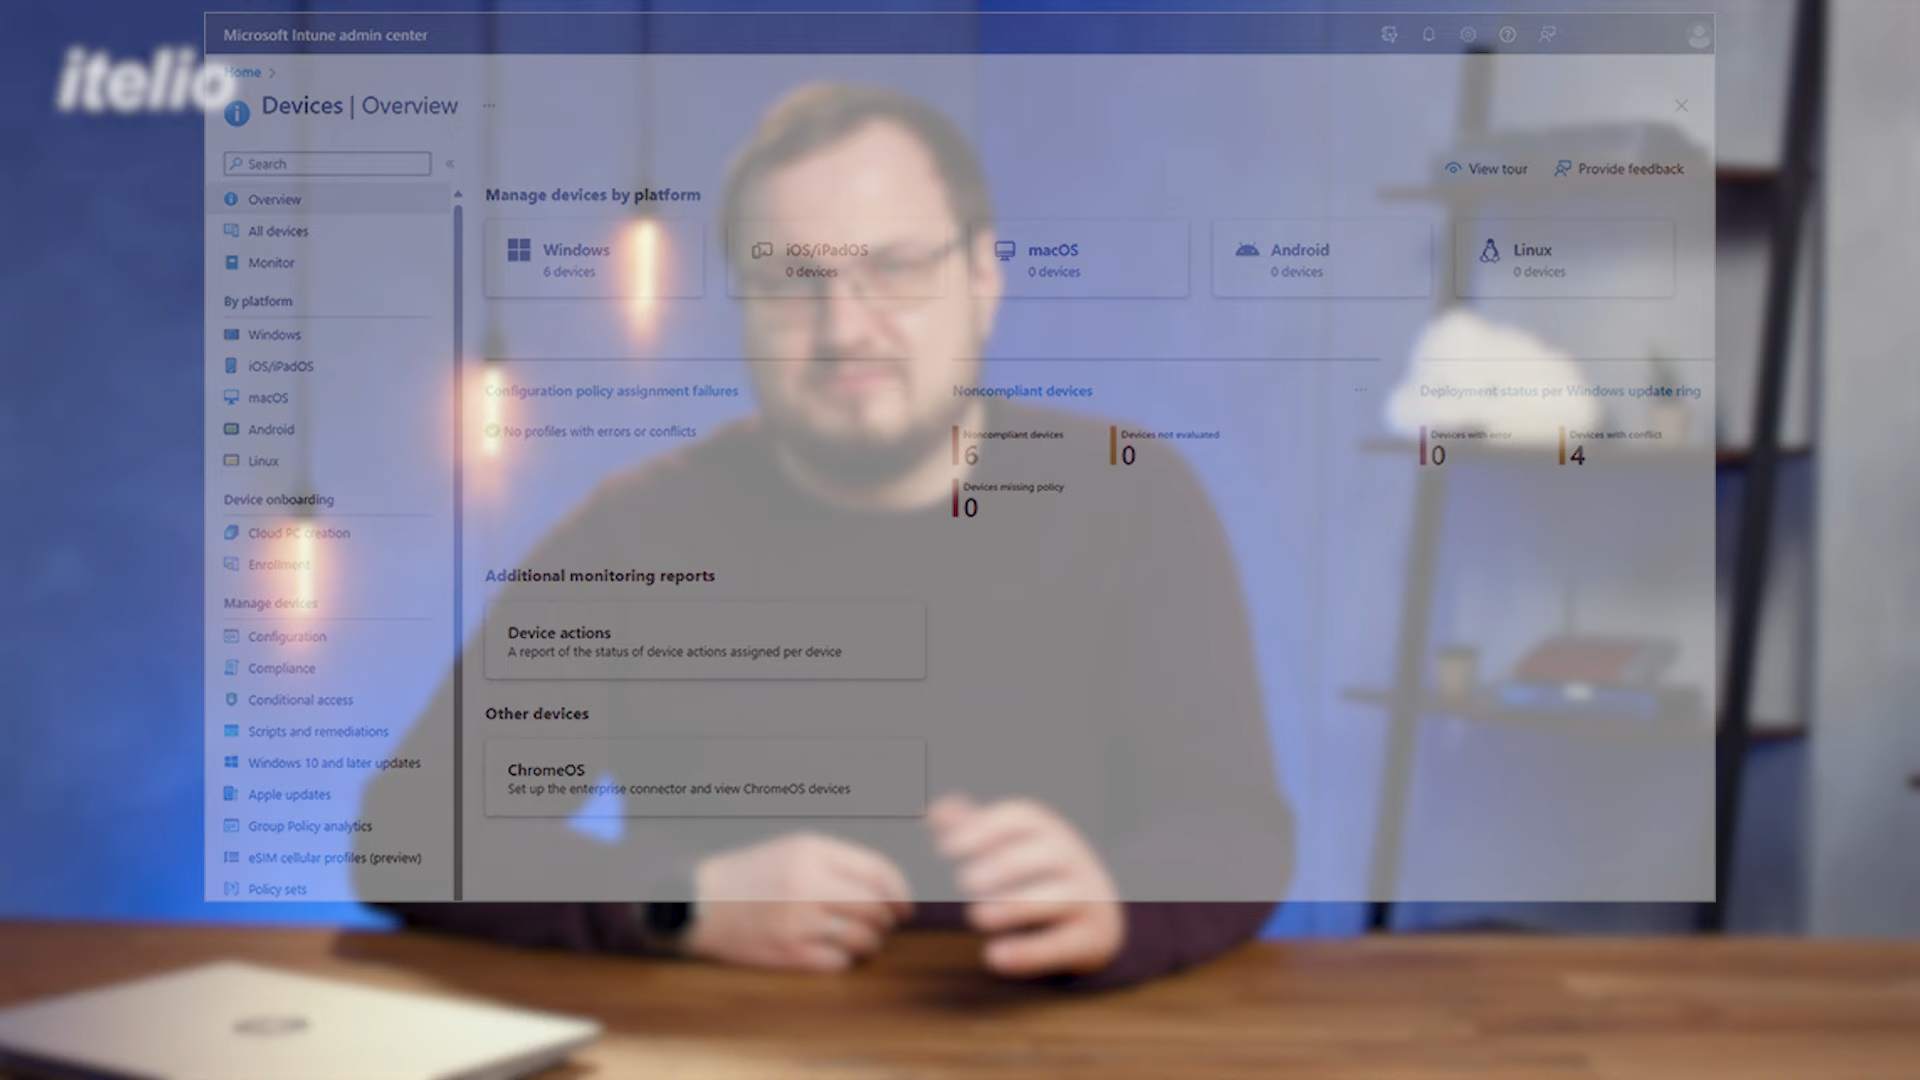 itelio
Microsoft Intune admin center
Home
Devices | Overview
Search
View tour
Provide feedback
Overview
All devices
Monitor
By platform
Windows
iOS/iPadOS
macOS
Android
Linux
Device onboarding
Cloud PC creation
Enrollment
Manage devices
Configuration
Compliance
Conditional access
Scripts and remediations
Windows 10 and later updates
Apple updates
Group Policy analytics
eSIM cellular profiles (preview)
Policy sets
Manage devices by platform
Windows
6 devices
iOS/iPadOS
0 devices
macOS
0 devices
Android
0 devices
Linux
0 devices
Configuration policy assignment failures
No profiles with errors or conflicts
Noncompliant devices
Noncompliant devices
6
Devices not evaluated
0
Devices missing policy
0
Deployment status per Windows update ring
Devices with error
0
Devices with conflict
4
Additional monitoring reports
Device actions
A report of the status of device actions assigned per device
Other devices
ChromeOS
Set up the enterprise connector and view ChromeOS devices